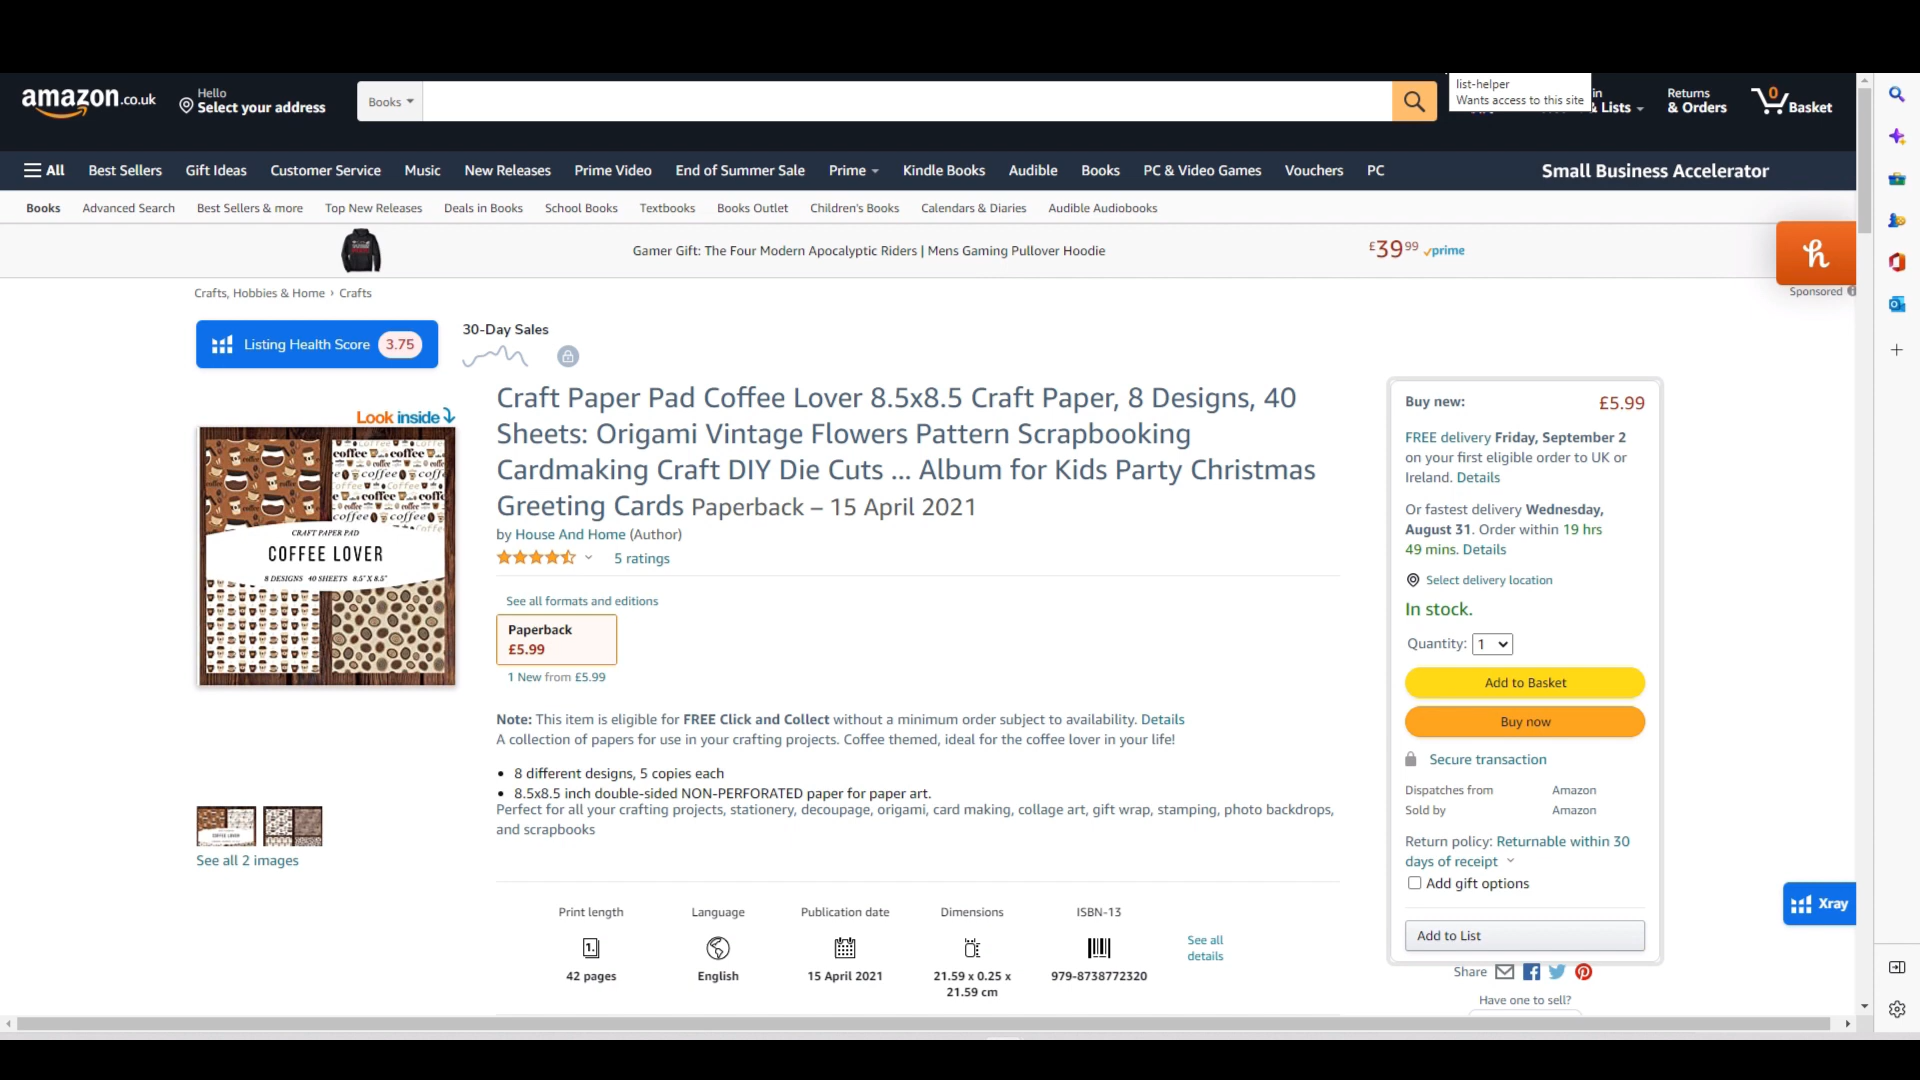 amazon.co.uk
Hello
Select your address
Books
list-helper
Wants access to this site
in
& Lists
Returns
& Orders
0
Basket
All
Best Sellers
Gift Ideas
Customer Service
Music
New Releases
Prime Video
End of Summer Sale
Prime
Kindle Books
Audible
Books
PC & Video Games
Vouchers
PC
Small Business Accelerator
Books
Advanced Search
Best Sellers & more
Top New Releases
Deals in Books
School Books
Textbooks
Books Outlet
Children's Books
Calendars & Diaries
Audible Audiobooks
Gamer Gift: The Four Modern Apocalyptic Riders | Mens Gaming Pullover Hoodie
£39 99 prime
h
Sponsored
Crafts, Hobbies & Home › Crafts
Listing Health Score 3.75
30-Day Sales
Look inside
CRAFT PAPER PAD
COFFEE LOVER
8 DESIGNS 40 SHEETS 8.5" X 8.5"
See all 2 images
Craft Paper Pad Coffee Lover 8.5x8.5 Craft Paper, 8 Designs, 40
Sheets: Origami Vintage Flowers Pattern Scrapbooking
Cardmaking Craft DIY Die Cuts ... Album for Kids Party Christmas
Greeting Cards Paperback – 15 April 2021
by House And Home (Author)
5 ratings
See all formats and editions
Paperback
£5.99
1 New from £5.99
Note: This item is eligible for FREE Click and Collect without a minimum order subject to availability. Details
A collection of papers for use in your crafting projects. Coffee themed, ideal for the coffee lover in your life!
• 8 different designs, 5 copies each
• 8.5x8.5 inch double-sided NON-PERFORATED paper for paper art.
Perfect for all your crafting projects, stationery, decoupage, origami, card making, collage art, gift wrap, stamping, photo backdrops,
and scrapbooks
Print length
42 pages
Language
English
Publication date
15 April 2021
Dimensions
21.59 x 0.25 x
21.59 cm
ISBN-13
979-8738772320
See all
details
Buy new:
£5.99
FREE delivery Friday, September 2
on your first eligible order to UK or
Ireland. Details
Or fastest delivery Wednesday,
August 31. Order within 19 hrs
49 mins. Details
Select delivery location
In stock.
Quantity: 1
Add to Basket
Buy now
Secure transaction
Dispatches from Amazon
Sold by Amazon
Return policy: Returnable within 30
days of receipt
Add gift options
Add to List
Share
Have one to sell?
Xray